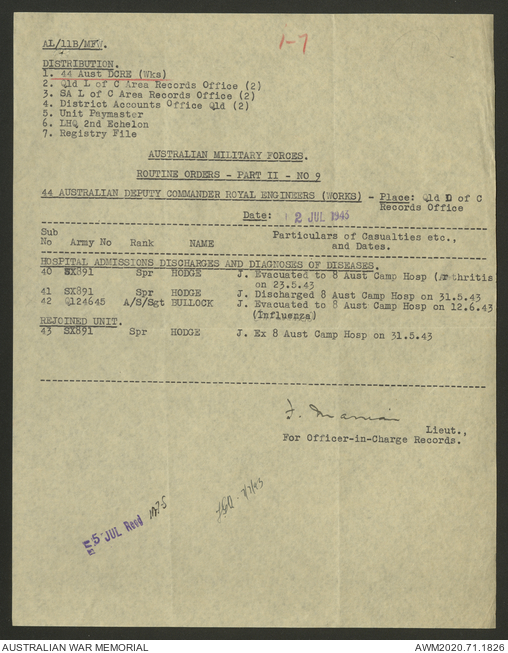 AL/11B/MFW.
1-7
DISTRIBUTION.
1. 44 Aust DCRE (Wks)
2. Qld L of C Area Records Office (2)
3. SA L of C Area Records Office (2)
4. District Accounts Office Qld (2)
5. Unit Paymaster
6. LHQ 2nd Echelon
7. Registry File
AUSTRALIAN MILITARY FORCES.
ROUTINE ORDERS - PART II - NO 9
44 AUSTRALIAN DEPUTY COMMANDER ROYAL ENGINEERS (WORKS) - Place: Qld L of C
Records Office
Date: 2 JUL 1943
Sub No Army No Rank NAME Particulars of Casualties etc., and Dates.
HOSPITAL ADMISSIONS DISCHARGES AND DIAGNOSES OF DISEASES.
40 SX891 Spr HODGE J. Evacuated to 8 Aust Camp Hosp (Arthritis
on 23.5.43
41 SX891 Spr HODGE J. Discharged 8 Aust Camp Hosp on 31.5.43
42 Q124645 A/S/Sgt BULLOCK J. Evacuated to 8 Aust Camp Hosp on 12.6.43
(Influenza)
REJOINED UNIT.
43 SX891 Spr HODGE J. Ex 8 Aust Camp Hosp on 31.5.43
Lieut.,
For Officer-in-Charge Records.
5 JUL Recd
7/7/43
AUSTRALIAN WAR MEMORIAL
AWM2020.71.1826